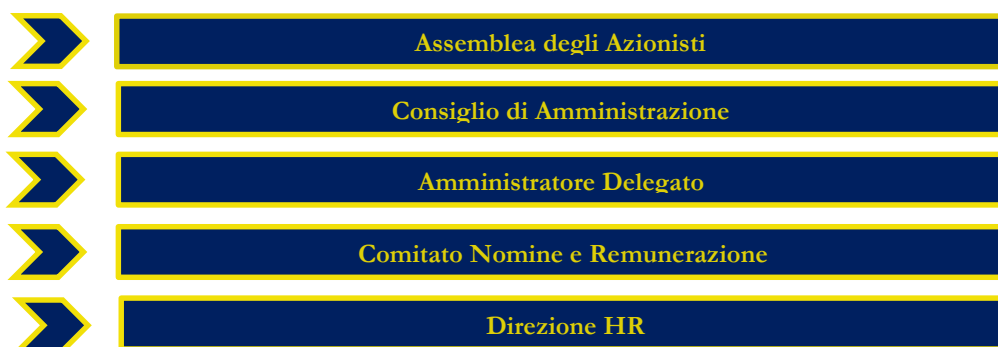 Assemblea degli Azionisti
Consiglio di Amministrazione
Amministratore Delegato
Comitato Nomine e Remunerazione
Direzione HR